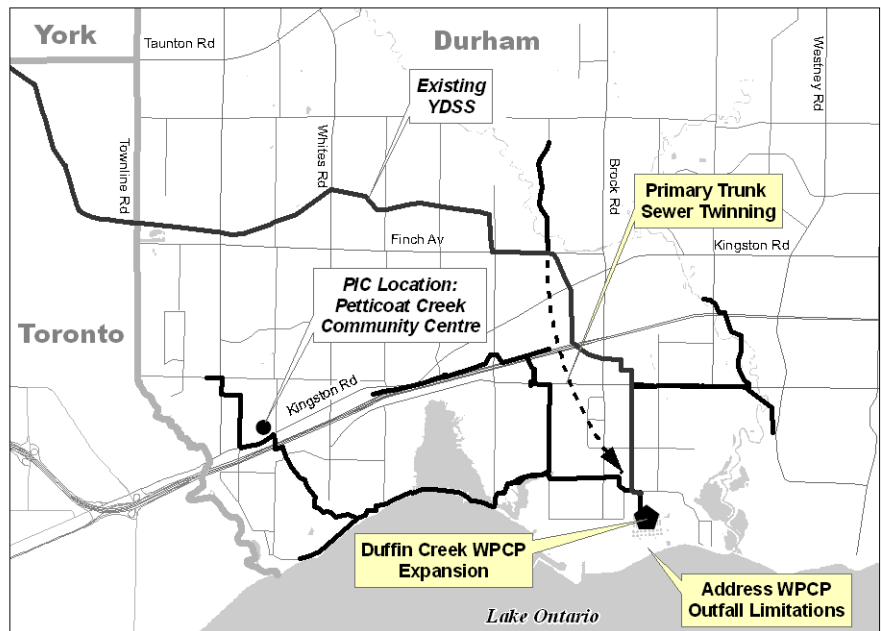 York
Taunton Rd
Durham
Westney Rd
Existing
YDSS
Townline Rd
Whites Rd
Brock Rd
Primary Trunk
Sewer Twinning
Finch Av
Kingston Rd
PIC Location:
Petticoat Creek
Community Centre
Toronto
Kingston Rd
Duffin Creek WPCP
Expansion
Address WPCP
Outfall Limitations
Lake Ontario